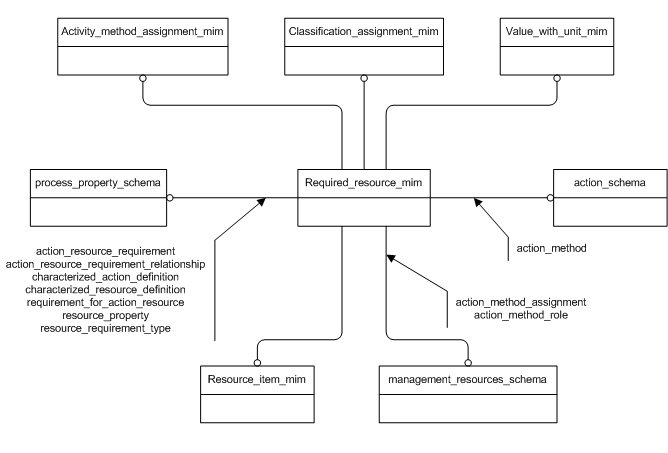 Activity_method_assignment_mim
Classification_assignment_mim
Value_with_unit_mim
process_property_schema
Required_resource_mim
action_schema
action_resource_requirement
action_resource_requirement_relationship
characterized_action_definition
characterized_resource_definition
requirement_for_action_resource
resource_property
resource_requirement_type
action_method
action_method_assignment
action_method_role
Resource_item_mim
management_resources_schema